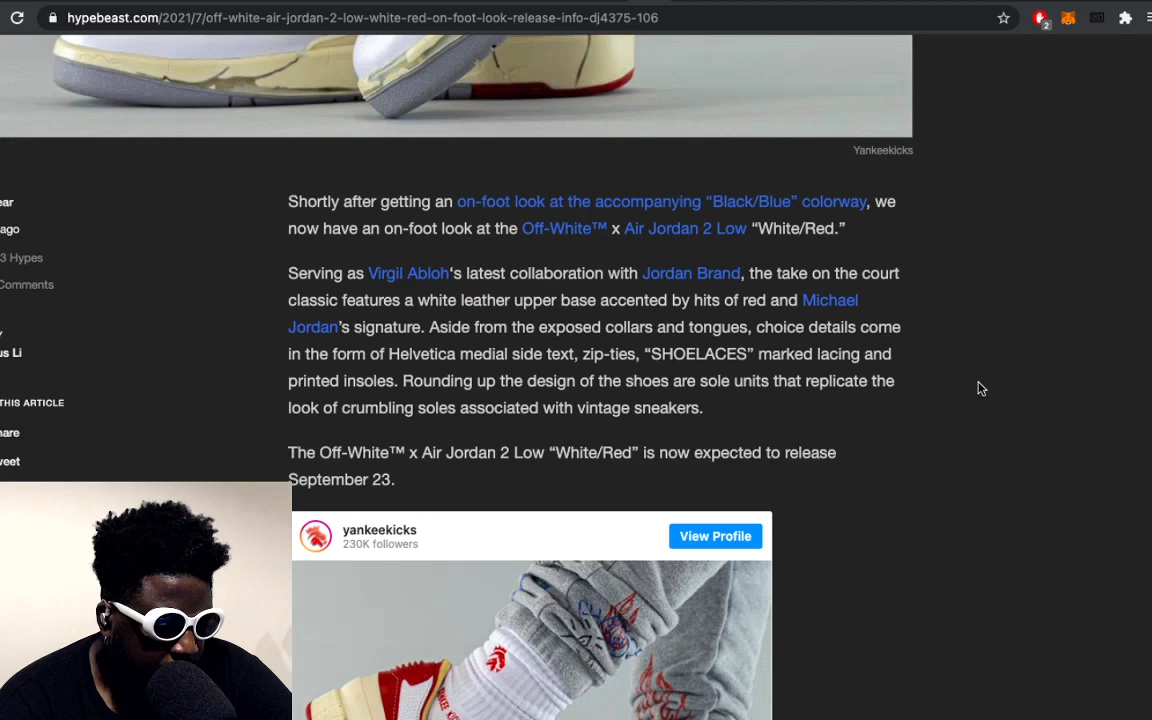 hypebeast.com/2021/7/off-white-air-jordan-2-low-white-red-on-foot-look-release-info-dj4375-106
2
Yankeekicks
Shortly after getting an on-foot look at the accompanying “Black/Blue” colorway, we
now have an on-foot look at the Off-White™ x Air Jordan 2 Low “White/Red.”
Serving as Virgil Abloh‘s latest collaboration with Jordan Brand, the take on the court
classic features a white leather upper base accented by hits of red and Michael
Jordan’s signature. Aside from the exposed collars and tongues, choice details come
in the form of Helvetica medial side text, zip-ties, “SHOELACES” marked lacing and
printed insoles. Rounding up the design of the shoes are sole units that replicate the
look of crumbling soles associated with vintage sneakers.
The Off-White™ x Air Jordan 2 Low “White/Red” is now expected to release
September 23.
ear
ago
3 Hypes
Comments
Y
us Li
THIS ARTICLE
hare
weet
yankeekicks
230K followers
View Profile